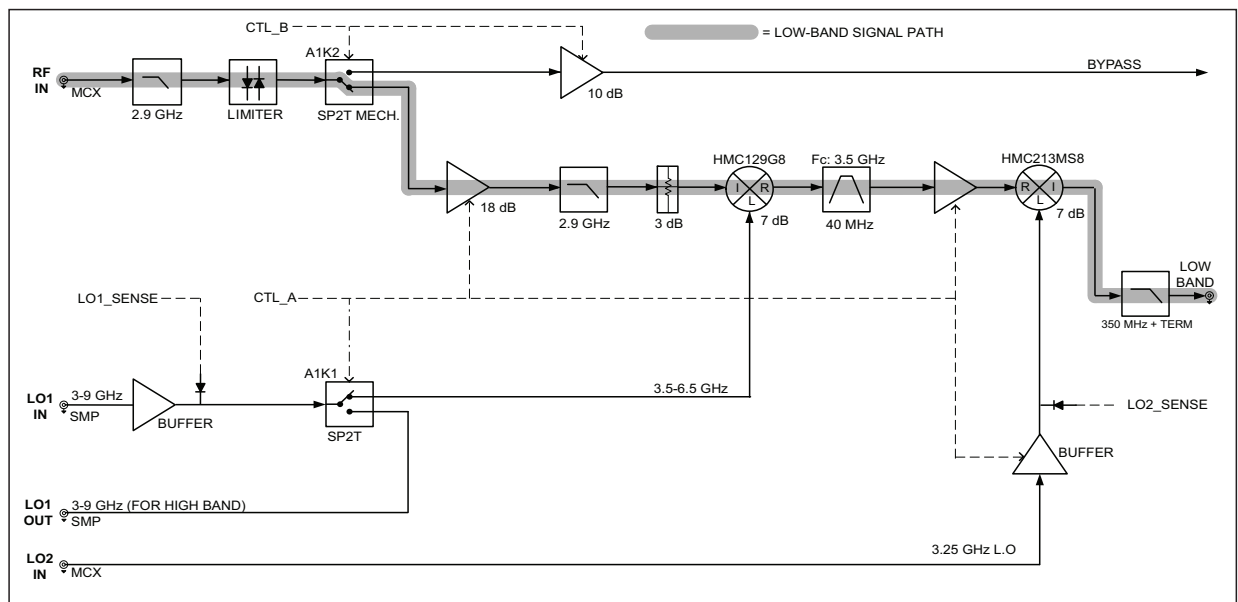 CTL_B
= LOW-BAND SIGNAL PATH
A1K2
RF
IN
MCX
2.9 GHz
LIMITER
SP2T MECH.
10 dB
BYPASS
HMC129G8
Fc: 3.5 GHz
HMC213MS8
I
R
L
R
I
L
18 dB
2.9 GHz
3 dB
7 dB
40 MHz
7 dB
LOW
BAND
350 MHz + TERM
LO1_SENSE
CTL_A
A1K1
LO1
IN
3-9 GHz
SMP
BUFFER
SP2T
3.5-6.5 GHz
LO2_SENSE
BUFFER
LO1
OUT
3-9 GHz (FOR HIGH BAND)
SMP
LO2
IN
MCX
3.25 GHz L.O